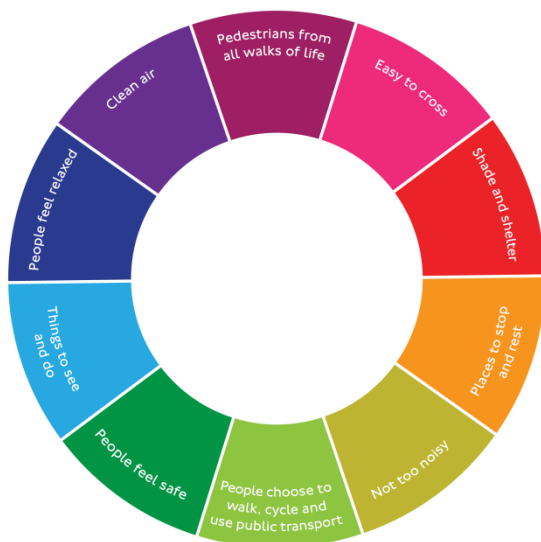 Pedestrians from
all walks of life
Easy to cross
Shade and shelter
Places to stop
and rest
Not too noisy
People choose to
walk, cycle and
use public transport
People feel safe
Things to see
and do
People feel relaxed
Clean air